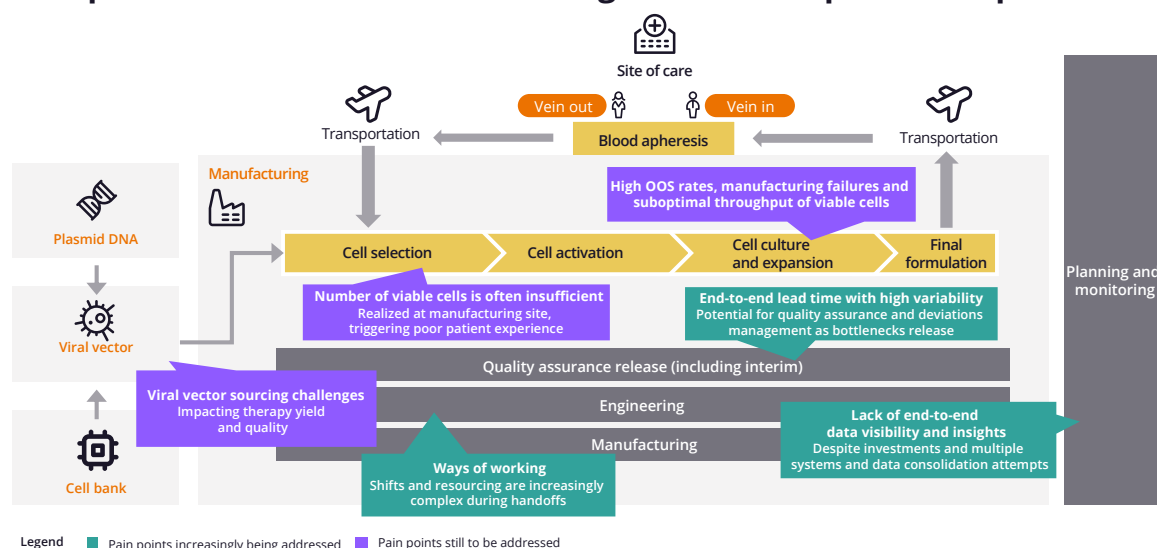 Site of care
Vein out
Vein in
Transportation
Blood apheresis
Transportation
Manufacturing
High OOS rates, manufacturing failures and
suboptimal throughput of viable cells
Plasmid DNA
Cell selection
Cell activation
Cell culture
and expansion
Final
formulation
Planning and
monitoring
Number of viable cells is often insufficient
Realized at manufacturing site,
triggering poor patient experience
End-to-end lead time with high variability
Potential for quality assurance and deviations
management as bottlenecks release
Viral vector
Quality assurance release (including interim)
Viral vector sourcing challenges
Impacting therapy yield
and quality
Engineering
Lack of end-to-end
data visibility and insights
Despite investments and multiple
systems and data consolidation attempts
Manufacturing
Ways of working
Shifts and resourcing are increasingly
complex during handoffs
Cell bank
Legend
Pain points increasingly being addressed
Pain points still to be addressed